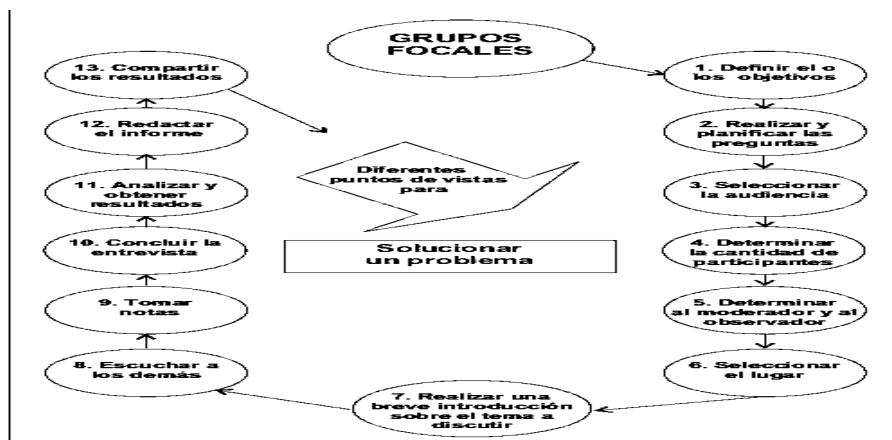 GRUPOS
FOCALES
1. Definir el o
los objetivos
2. Realizar y
planificar las
preguntas
3. Seleccionar
la audiencia
4. Determinar
la cantidad de
participantes
5. Determinar
al moderador y al
observador
6. Seleccionar
el lugar
7. Realizar una
breve introducción
sobre el tema a
discutir
8. Escuchar a
los demás
9. Tomar
notas
10. Concluir la
entrevista
11. Analizar y
obtener
resultados
12. Redactar
el informe
13. Compartir
los resultados
Diferentes
puntos de vistas
para
Solucionar
un problema